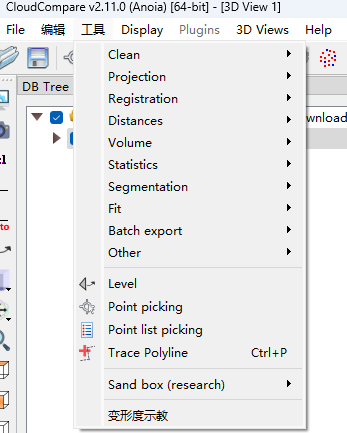 CloudCompare v2.11.0 (Anoia) [64-bit] - [3D View 1]
File 编辑 工具 Display Plugins 3D Views
DB Tree
Clean
Projection
Registration
Distances
Volume
Statistics
Segmentation
Fit
Batch export
Other
Level
Point picking
Point list picking
Trace Polyline Ctrl+P
Sand box (research)
变形度示教